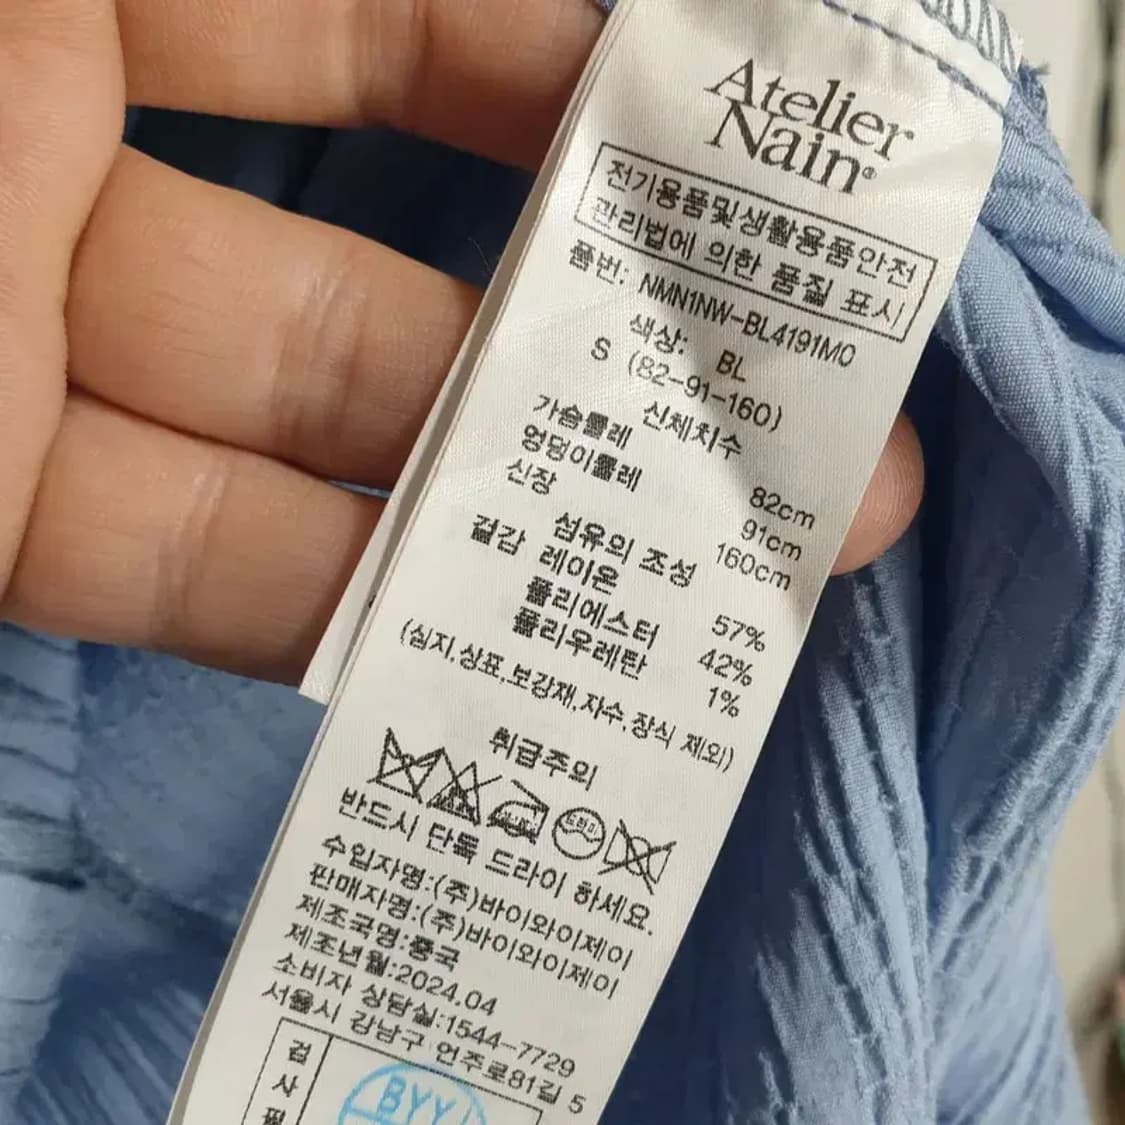 Atelier
Nain®
전기용품및생활용품안전
관리법에 의한 품질 표시
품번: NMN1NW-BL4191MO
색상: BL
S (82-91-160)
신체치수
가슴둘레 82cm
엉덩이둘레 91cm
신장 160cm
섬유의 조성
겉감 레이온 57%
폴리에스터 42%
폴리우레탄 1%
(심지,상표,보강재,자수,장식 제외)
취급주의
드라이
반드시 단독 드라이 하세요.
수입자명:(주)바이와이제이
판매자명:(주)바이와이제이
제조국명:중국
제조년월:2024.04
소비자 상담실:1544-7729
서울시 강남구 언주로81길 5
검
사
BYYJ